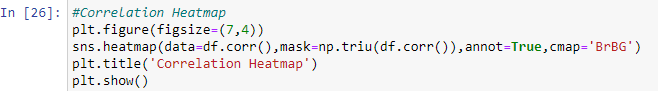 In [26]: #Correlation Heatmap
plt.figure(figsize=(7,4))
sns.heatmap(data=df.corr(),mask=np.triu(df.corr()),annot=True,cmap='BrBG')
plt.title('Correlation Heatmap')
plt.show()